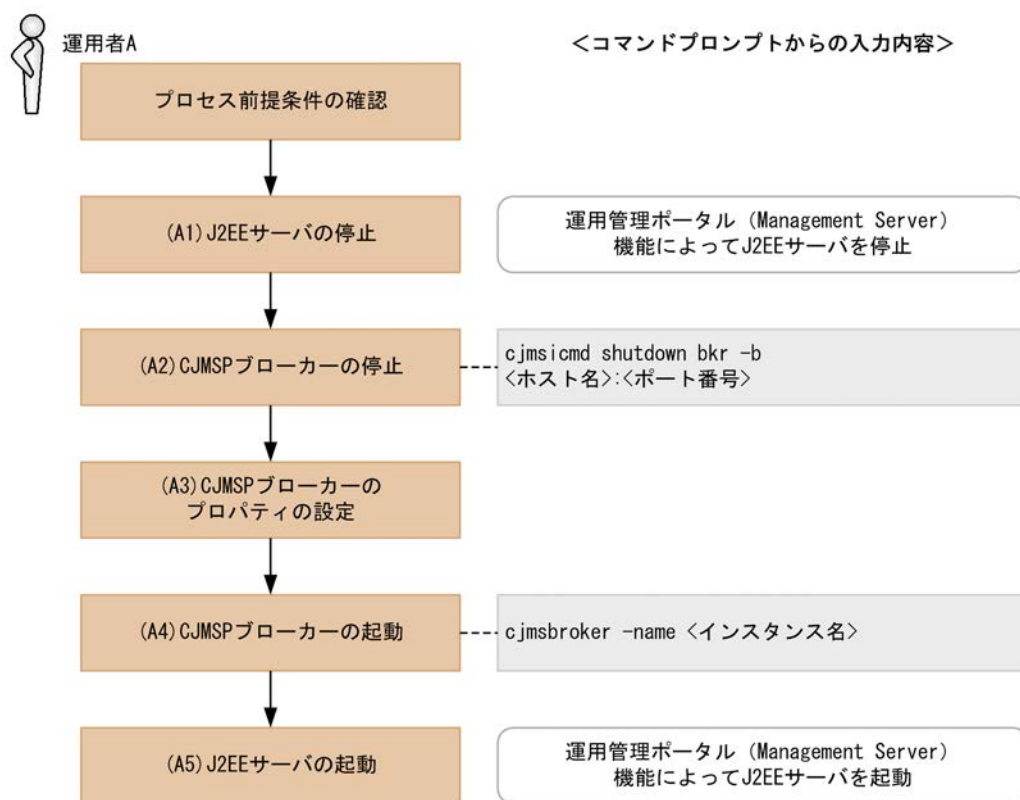 運用者A
<コマンドプロンプトからの入力内容>
プロセス前提条件の確認
(A1)J2EEサーバの停止
運用管理ポータル（Management Server）
機能によってJ2EEサーバを停止
(A2)CJMSPブローカーの停止
cjmsicmd shutdown bkr -b
<ホスト名>:<ポート番号>
(A3)CJMSPブローカーの
プロパティの設定
(A4)CJMSPブローカーの起動
cjmsbroker -name <インスタンス名>
(A5)J2EEサーバの起動
運用管理ポータル（Management Server）
機能によってJ2EEサーバを起動